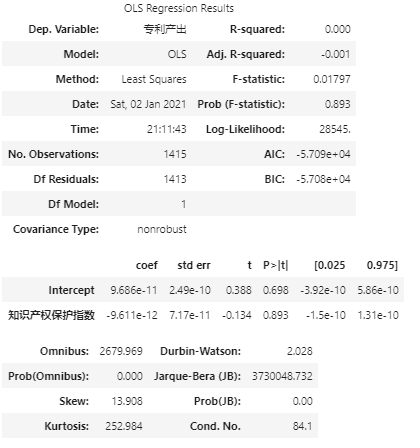 OLS Regression Results
Dep. Variable: 专利产出 R-squared: 0.000
Model: OLS Adj. R-squared: -0.001
Method: Least Squares F-statistic: 0.01797
Date: Sat, 02 Jan 2021 Prob (F-statistic): 0.893
Time: 21:11:43 Log-Likelihood: 28545.
No. Observations: 1415 AIC: -5.709e+04
Df Residuals: 1413 BIC: -5.708e+04
Df Model: 1
Covariance Type: nonrobust
coef std err t P>|t| [0.025 0.975]
Intercept 9.686e-11 2.49e-10 0.388 0.698 -3.92e-10 5.86e-10
知识产权保护指数 -9.611e-12 7.17e-11 -0.134 0.893 -1.5e-10 1.31e-10
Omnibus: 2679.969 Durbin-Watson: 2.028
Prob(Omnibus): 0.000 Jarque-Bera (JB): 3730048.732
Skew: 13.908 Prob(JB): 0.00
Kurtosis: 252.984 Cond. No. 84.1